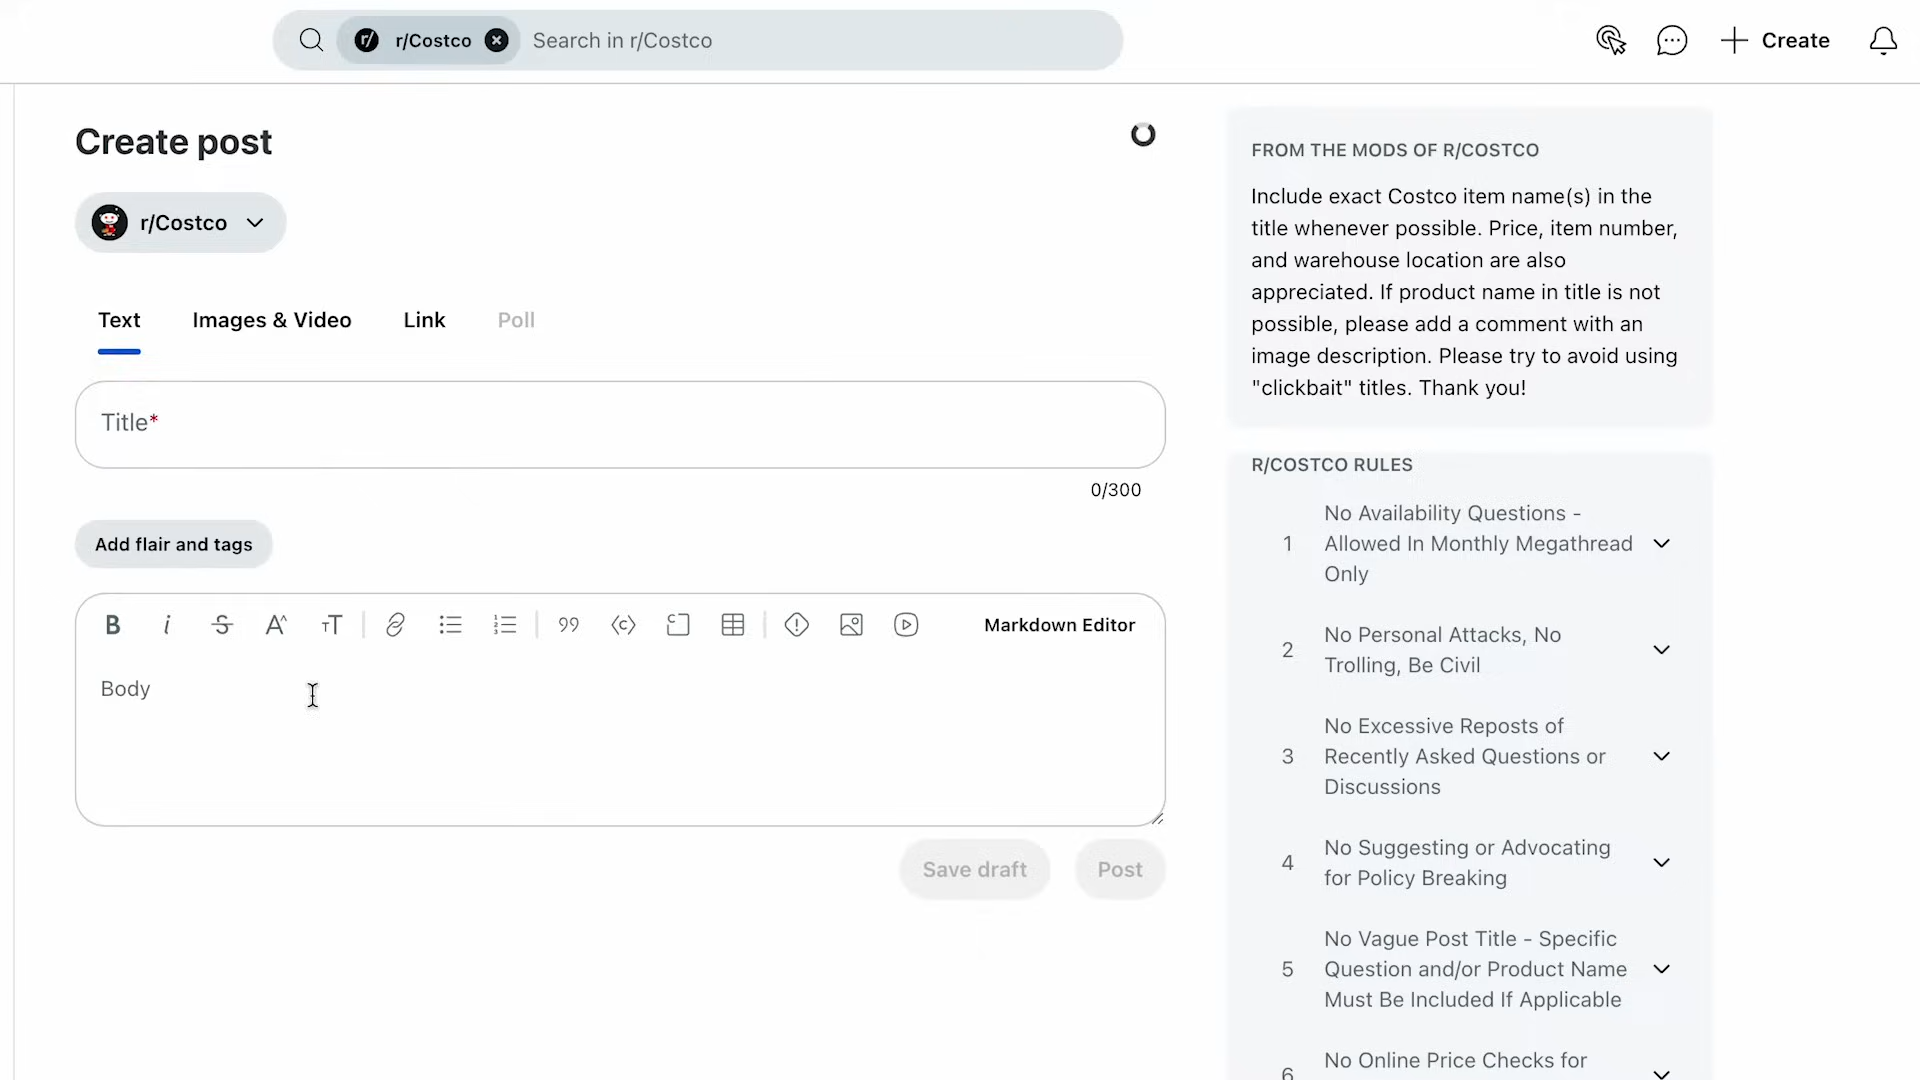 r/Costco
Search in r/Costco
Create
Create post
r/Costco
Text
Images & Video
Link
Poll
Title*
0/300
Add flair and tags
Markdown Editor
Body
Save draft
Post
FROM THE MODS OF R/COSTCO
Include exact Costco item name(s) in the
title whenever possible. Price, item number,
and warehouse location are also
appreciated. If product name in title is not
possible, please add a comment with an
image description. Please try to avoid using
"clickbait" titles. Thank you!
R/COSTCO RULES
1
No Availability Questions -
Allowed In Monthly Megathread
Only
2
No Personal Attacks, No
Trolling, Be Civil
3
No Excessive Reposts of
Recently Asked Questions or
Discussions
4
No Suggesting or Advocating
for Policy Breaking
5
No Vague Post Title - Specific
Question and/or Product Name
Must Be Included If Applicable
6
No Online Price Checks for